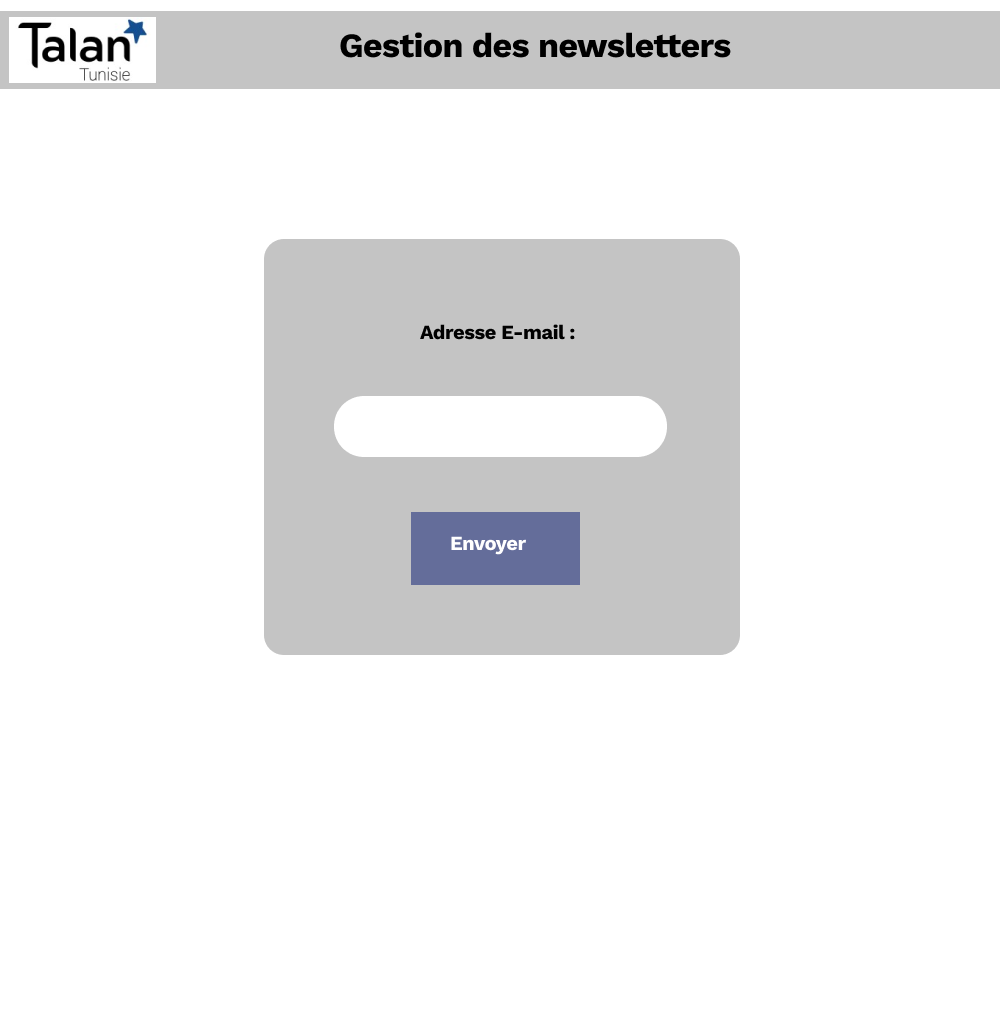 Talan
Tunisie
Gestion des newsletters
Adresse E-mail :
Envoyer